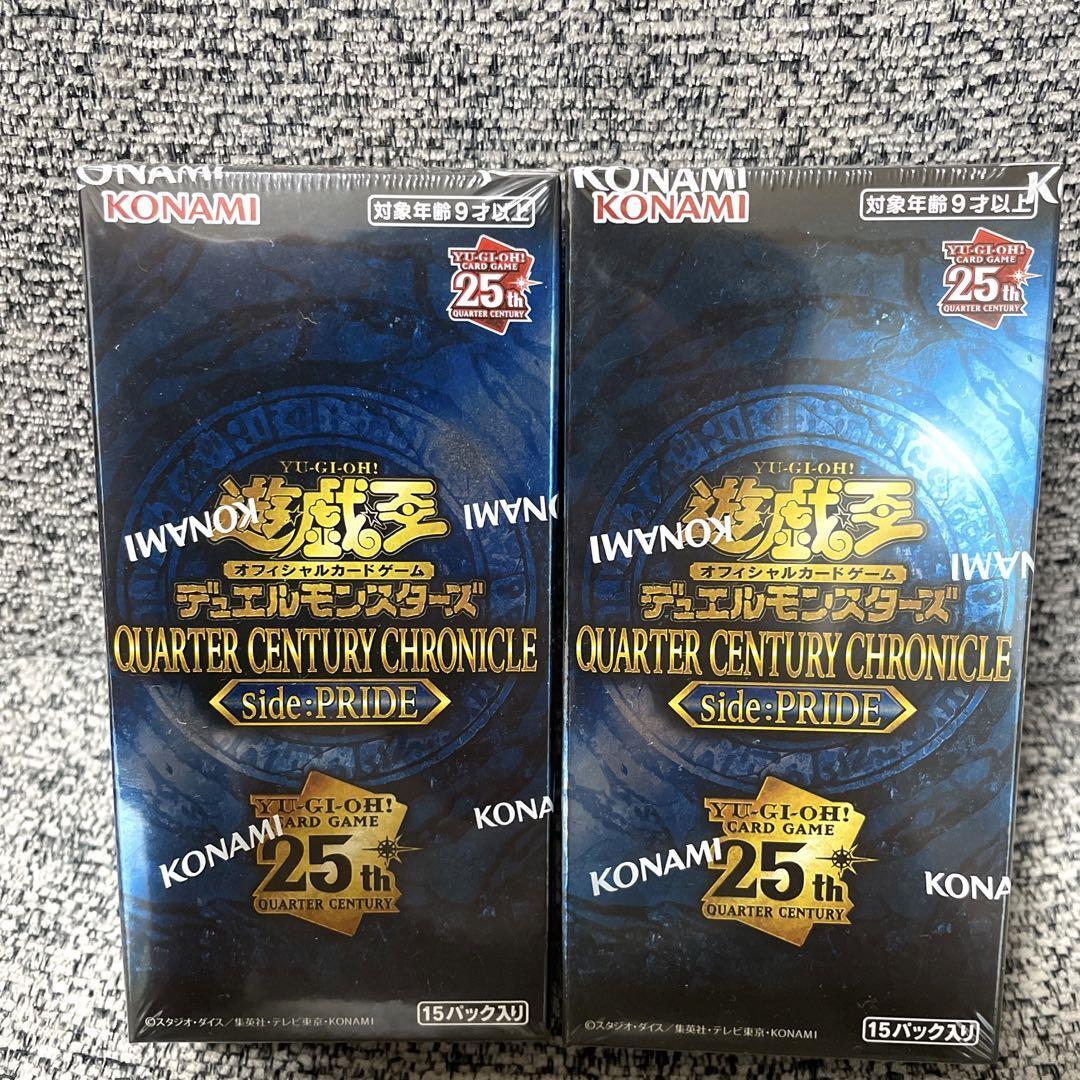 ONAMI
KONAMI
対象年齢9才以上
YU-GI-OH!
CARD GAME
25th
QUARTER CENTURY
YU-GI-OH!
遊戯王
KONAMI
オフィシャルカードゲーム
デュエルモンスターズ
QUARTER CENTURY CHRONICLE
side:PRIDE
YU-GI-OH!
CARD GAME
25th
QUARTER CENTURY
KONAMI
KONA
©スタジオ・ダイス/集英社・テレビ東京・KONAMI
15パック入り
KONAMI
KONAMI
対象年齢9才以上
YU-GI-OH!
CARD GAME
25th
QUARTER CENTURY
YU-GI-OH!
遊戯王
KONAMI
オフィシャルカードゲーム
デュエルモンスターズ
QUARTER CENTURY CHRONICLE
side:PRIDE
YU-GI-OH!
CARD GAME
25th
QUARTER CENTURY
KONAMI
KONA
©スタジオ・ダイス/集英社・テレビ東京・KONAMI
15パック入り